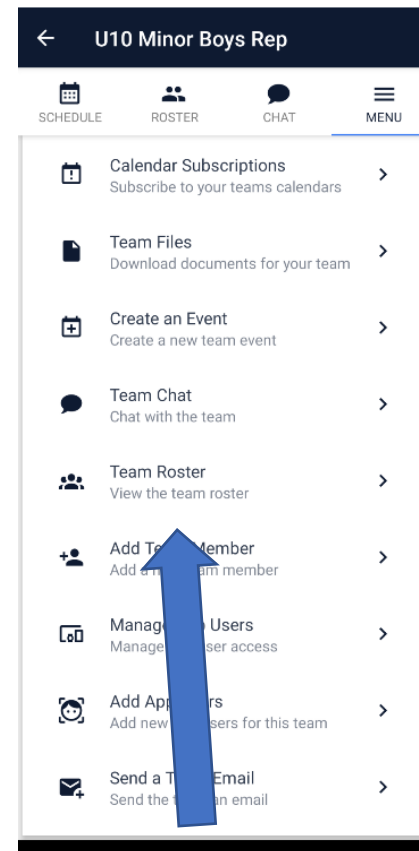 U10 Minor Boys Rep
SCHEDULE ROSTER CHAT MENU
Calendar Subscriptions
Subscribe to your teams calendars
Team Files
Download documents for your team
Create an Event
Create a new team event
Team Chat
Chat with the team
Team Roster
View the team roster
Add Member
Add a member
Manage Users
Manage access
Add
Add new for this team
Send a Email
Send the an email